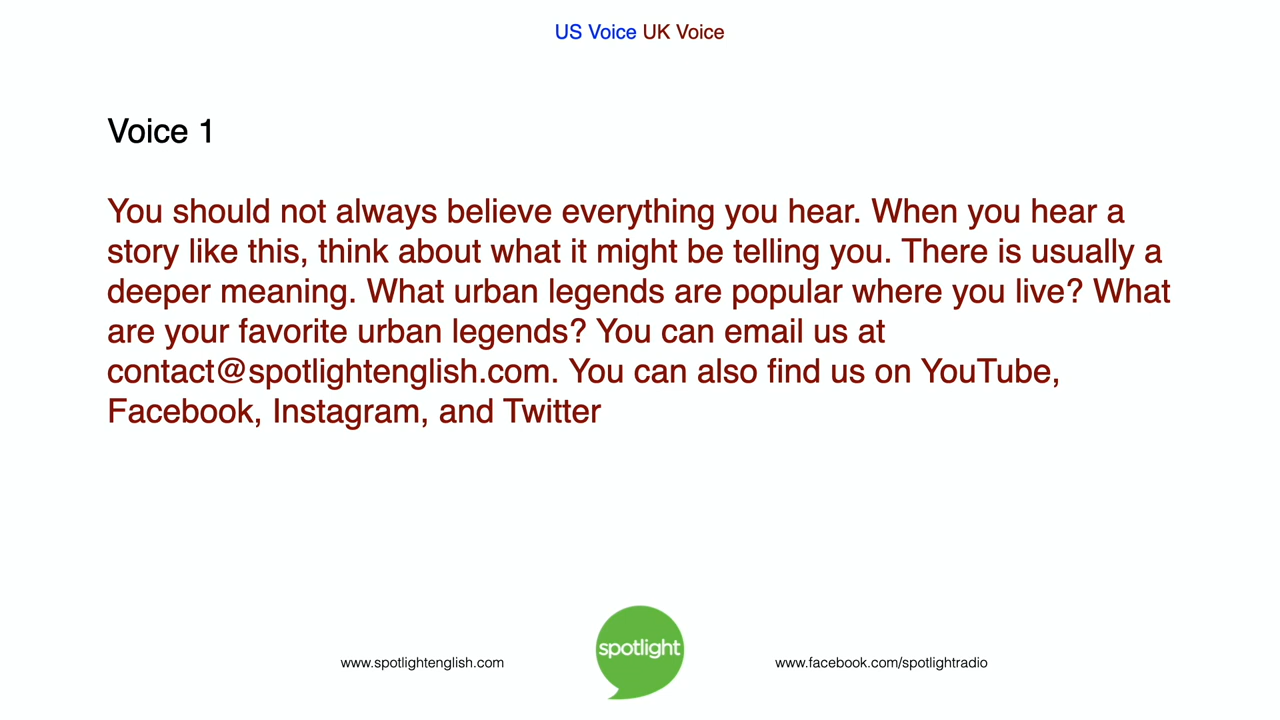 US Voice UK Voice
Voice 1
You should not always believe everything you hear. When you hear a
story like this, think about what it might be telling you. There is usually a
deeper meaning. What urban legends are popular where you live? What
are your favorite urban legends? You can email us at
contact@spotlightenglish.com. You can also find us on YouTube,
Facebook, Instagram, and Twitter
www.spotlightenglish.com
spotlight
www.facebook.com/spotlightradio